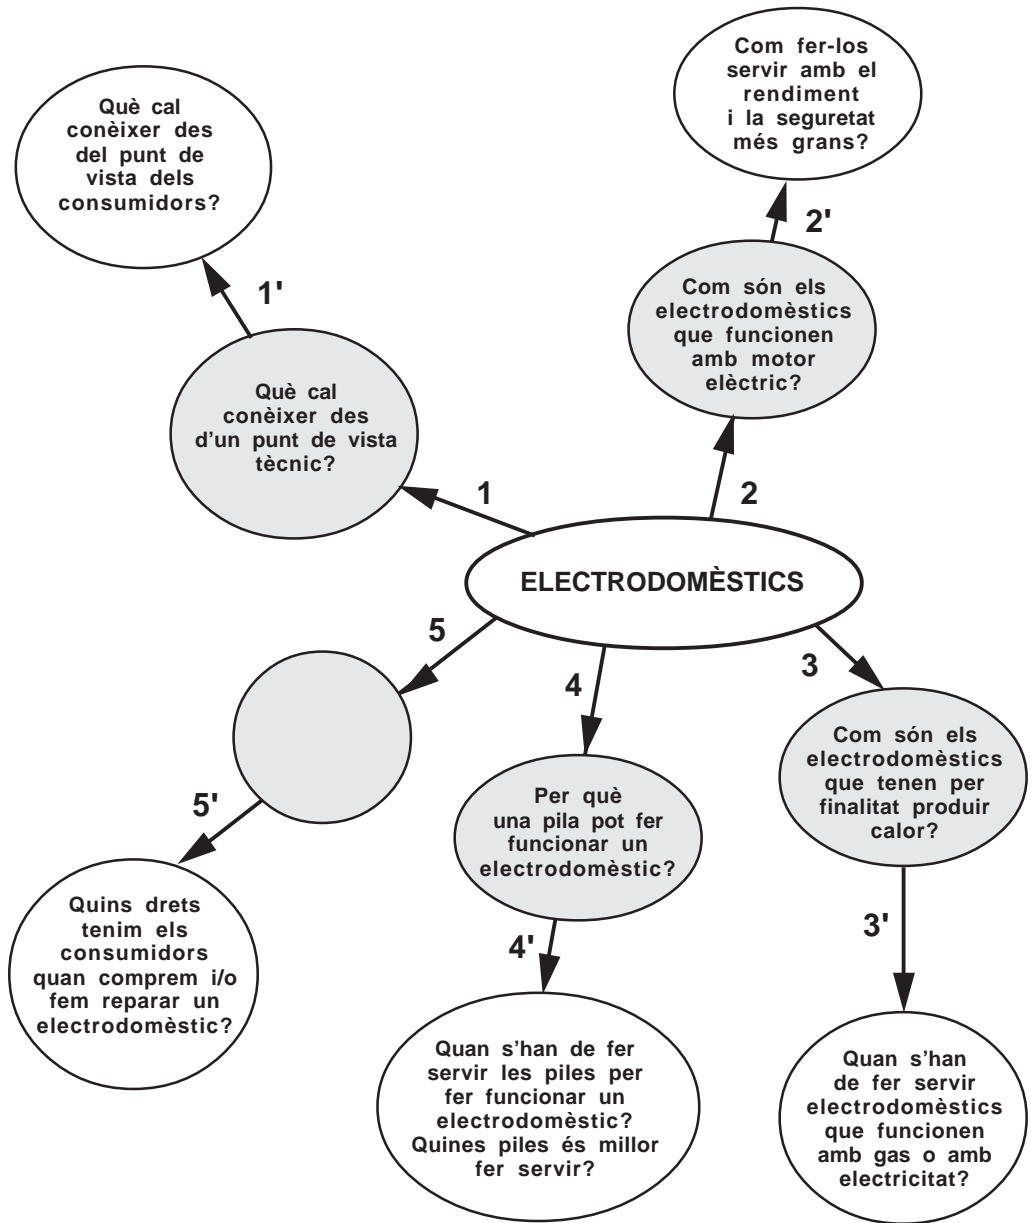 Com fer-los
servir amb el
rendiment
i la seguretat
més grans?
Què cal
conèixer des
del punt de
vista dels
consumidors?
2'
1'
Com són els
electrodomèstics
que funcionen
amb motor
elèctric?
Què cal
conèixer des
d'un punt de vista
tècnic?
1
2
ELECTRODOMÈSTICS
5
4
3
Com són els
electrodomèstics
que tenen per
finalitat produir
calor?
Per què
una pila pot fer
funcionar un
electrodomèstic?
5'
Quins drets
tenim els
consumidors
quan comprem i/o
fem reparar un
electrodomèstic?
4'
3'
Quan s'han de fer
servir les piles per
fer funcionar un
electrodomèstic?
Quines piles és millor
fer servir?
Quan s'han
de fer servir
electrodomèstics
que funcionen
amb gas o amb
electricitat?